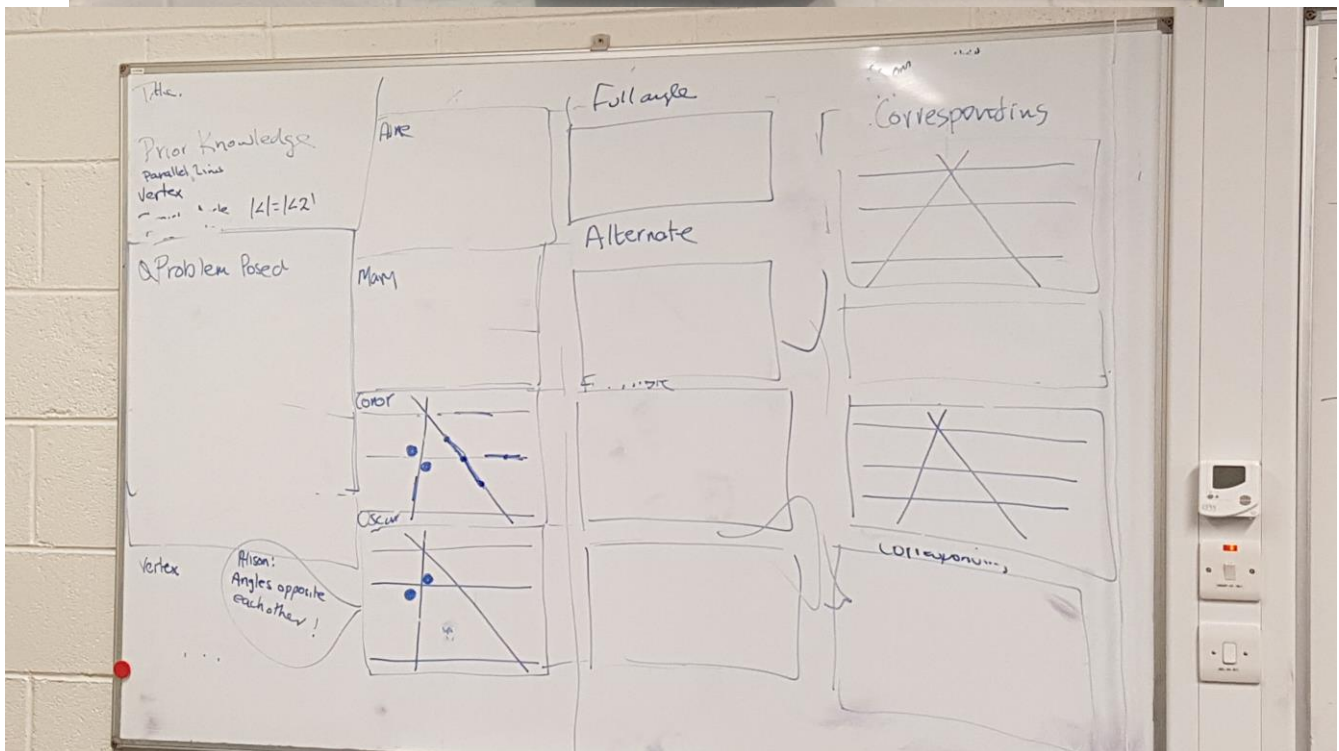 Title.
Prior Knowledge
Parallel Lines
Vertex
|∠1|=|∠2|
Q Problem Posed
Vertex
Alison:
Angles opposite
each other!
. . .
Aine
Mary
Conor
Oscar
Full angle
Alternate
Corresponding